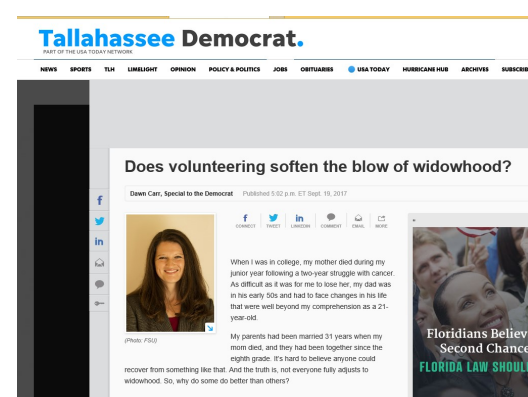 Tallahassee Democrat.
PART OF THE USA TODAY NETWORK
NEWS SPORTS TLH LIMELIGHT OPINION POLICY & POLITICS JOBS OBITUARIES USA TODAY HURRICANE HUB ARCHIVES SUBSCRIB
Does volunteering soften the blow of widowhood?
Dawn Carr, Special to the Democrat Published 5:02 p.m. ET Sept. 19, 2017
CONNECT TWEET LINKEDIN COMMENT EMAIL MORE
When I was in college, my mother died during my
junior year following a two-year struggle with cancer.
As difficult as it was for me to lose her, my dad was
in his early 50s and had to face changes in his life
that were well beyond my comprehension as a 21-
year-old.
(Photo: FSU)
My parents had been married 31 years when my
mom died, and they had been together since the
eighth grade. It's hard to believe anyone could
recover from something like that. And the truth is, not everyone fully adjusts to
widowhood. So, why do some do better than others?
Floridians Believ
Second Chance
FLORIDA LAW SHOUL